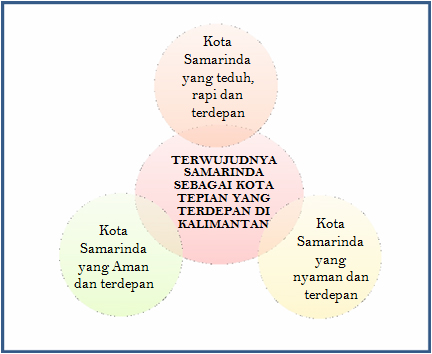 Kota
Samarinda
yang teduh,
rapi dan
terdepan
TERWUJUDNYA
SAMARINDA
SEBAGAI KOTA
TEPIAN YANG
TERDEPAN DI
KALIMANTAN
Kota
Samarinda
yang Aman
dan terdepan
Kota
Samarinda
yang
nyaman dan
terdepan